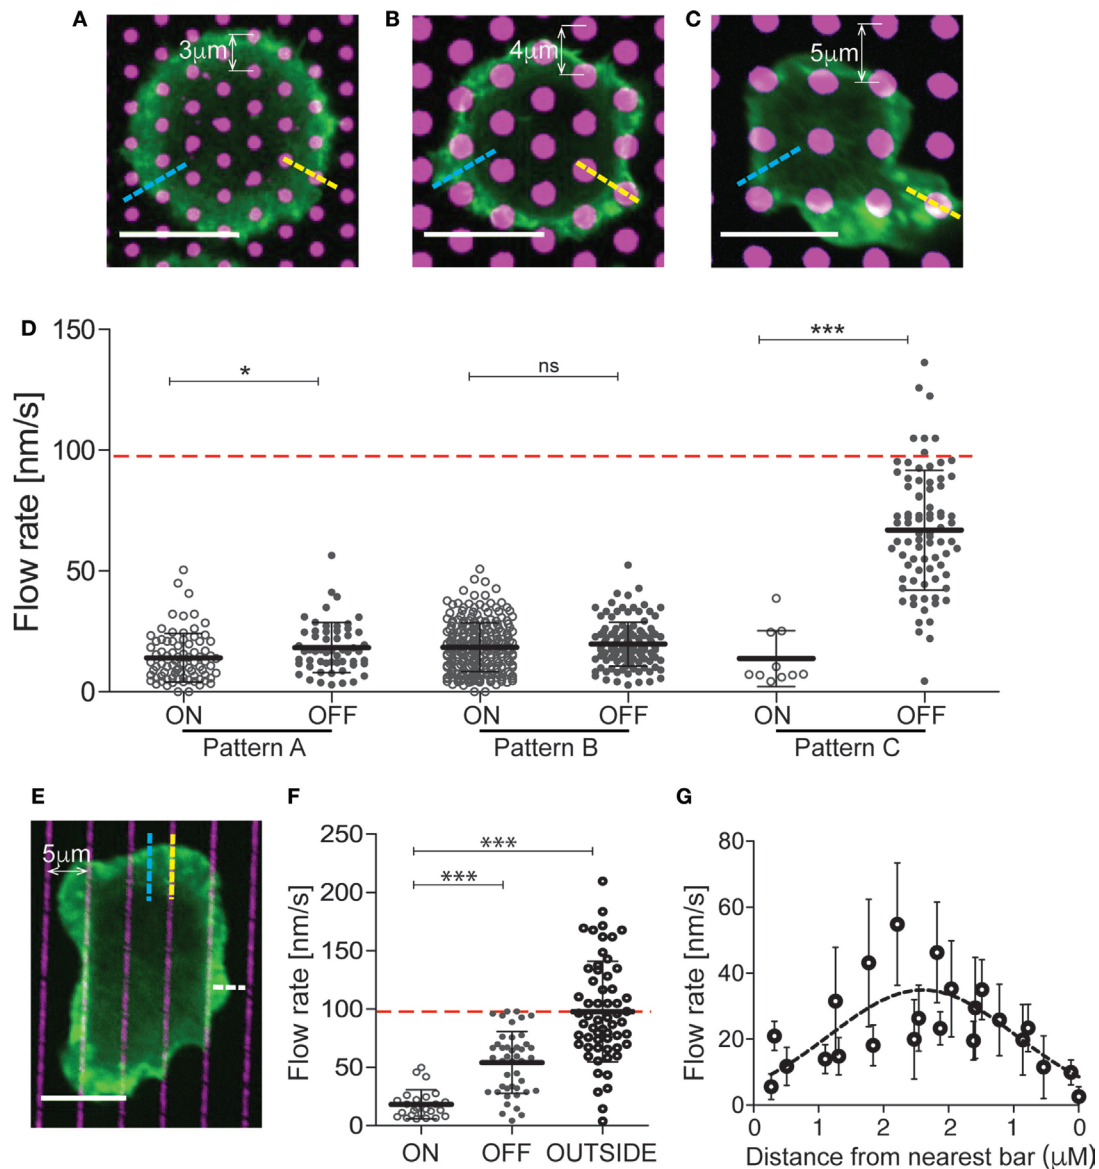 A
3μm
B
4μm
C
5μm
D
Flow rate [nm/s]
150
100
50
0
*
ns
***
ON OFF ON OFF ON OFF
Pattern A Pattern B Pattern C
E
5μm
F
Flow rate [nm/s]
250
200
150
100
50
0
***
***
ON OFF OUTSIDE
G
Flow rate [nm/s]
80
60
40
20
0
0 1 2 2 1 0
Distance from nearest bar (μM)